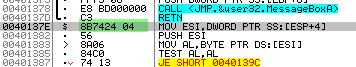 00401378 E8 BD000000 CALL <JMP.&user32.MessageBoxA>
0040137D C3 RETN
0040137E $ 8B7424 04 MOV ESI,DWORD PTR SS:[ESP+4]
00401382 . 56 PUSH ESI
00401383 > 8A06 MOV AL,BYTE PTR DS:[ESI]
00401385 . 84C0 TEST AL,AL
00401387 . 74 13 JE SHORT 0040139C